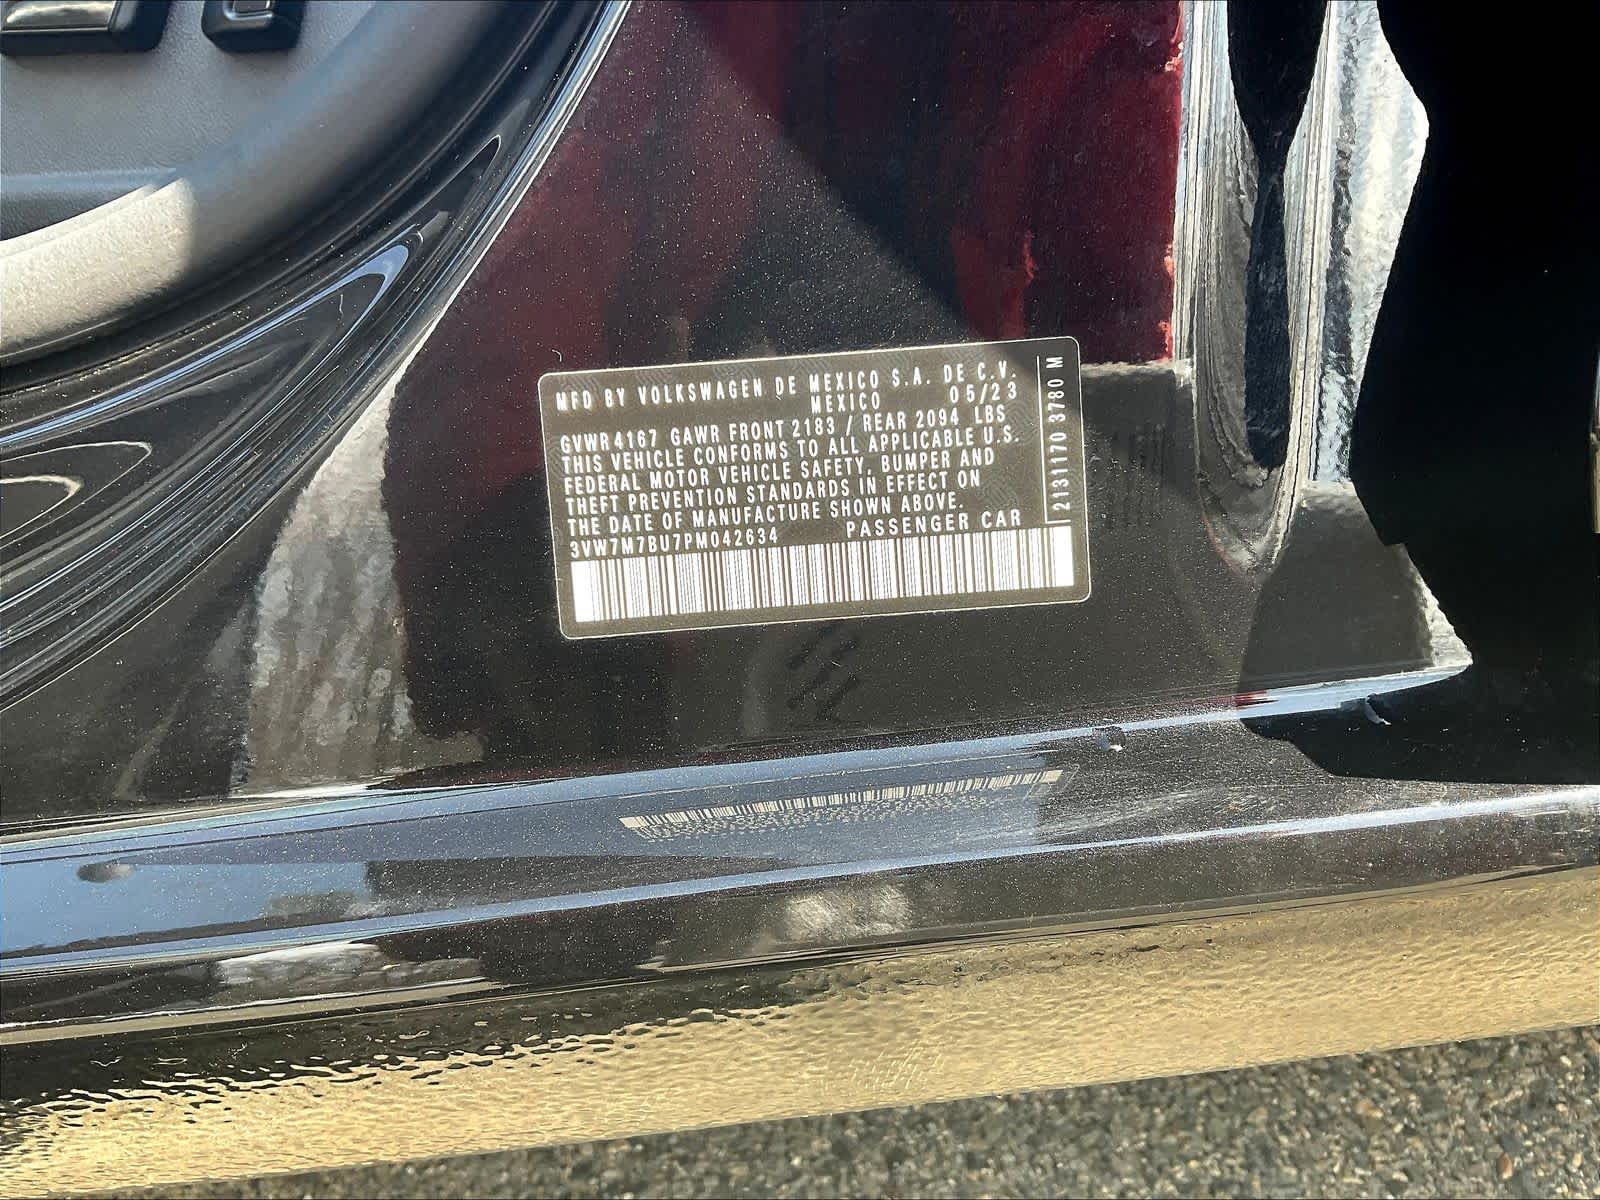 MFD BY VOLKSWAGEN DE MEXICO S.A. DE C.V.
MEXICO 05/23
GVWR 4167 GAWR FRONT 2183 / REAR 2094 LBS
THIS VEHICLE CONFORMS TO ALL APPLICABLE U.S.
FEDERAL MOTOR VEHICLE SAFETY, BUMPER AND
THEFT PREVENTION STANDARDS IN EFFECT ON
THE DATE OF MANUFACTURE SHOWN ABOVE.
3VW7M7BU7PM042634 PASSENGER CAR
2131170 3780 M